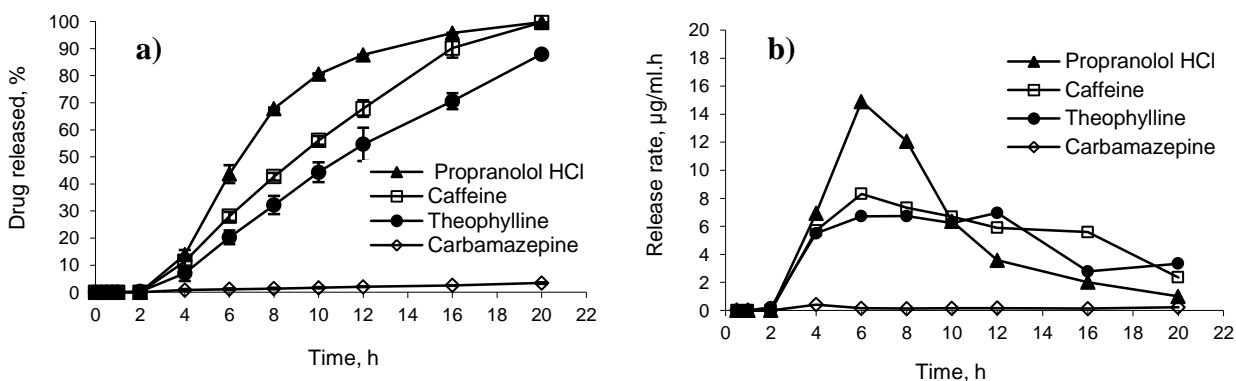 a)
Drug released, %
100
90
80
70
60
50
40
30
20
10
0
0 2 4 6 8 10 12 14 16 18 20 22
Time, h
Propranolol HCl
Caffeine
Theophylline
Carbamazepine
b)
Release rate, µg/ml.h
20
18
16
14
12
10
8
6
4
2
0
0 2 4 6 8 10 12 14 16 18 20 22
Time, h
Propranolol HCl
Caffeine
Theophylline
Carbamazepine